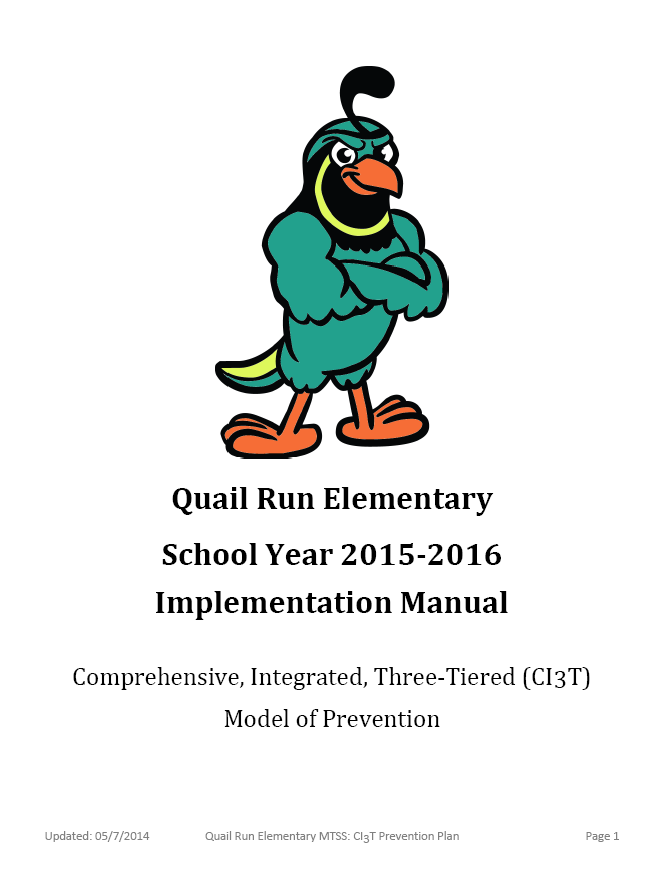 Quail Run Elementary
School Year 2015-2016
Implementation Manual
Comprehensive, Integrated, Three-Tiered (CI3T)
Model of Prevention
Updated: 05/7/2014 Quail Run Elementary MTSS: CI3T Prevention Plan Page 1